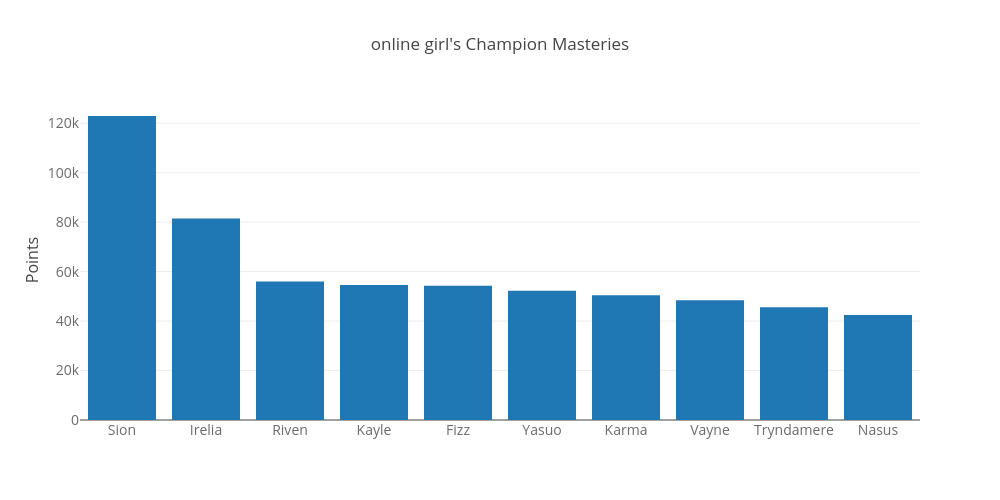 online girl's Champion Masteries
120k
100k
80k
60k
40k
20k
0
Points
Sion Irelia Riven Kayle Fizz Yasuo Karma Vayne Tryndamere Nasus